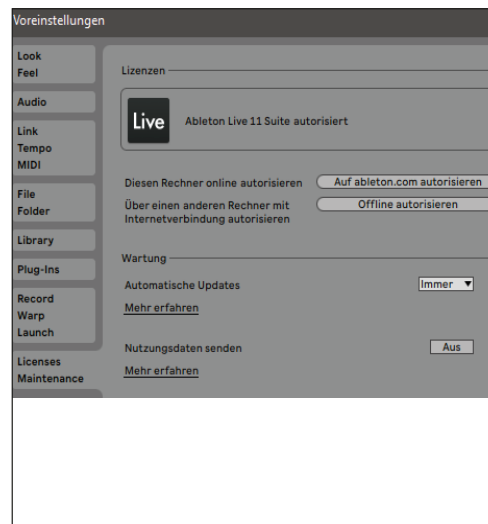 Voreinstellungen
Look
Feel
Audio
Link
Tempo
MIDI
File
Folder
Library
Plug-Ins
Record
Warp
Launch
Licenses
Maintenance
Lizenzen
Live
Ableton Live 11 Suite autorisiert
Diesen Rechner online autorisieren
Auf ableton.com autorisieren
Über einen anderen Rechner mit
Internetverbindung autorisieren
Offline autorisieren
Wartung
Automatische Updates
Immer
Mehr erfahren
Nutzungsdaten senden
Aus
Mehr erfahren